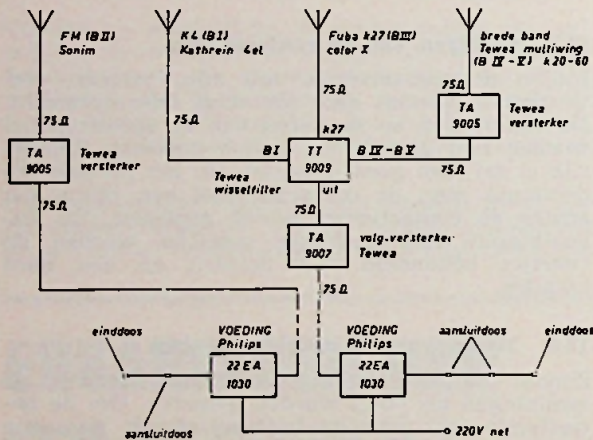 FM (BII)
Sonim
K4 (BI)
Kathrein 4el
Fuba k27(BIII)
color X
brede band
Tewea multiwing
(B IV-V) k20-60
75Ω
75Ω
75Ω
75Ω
k27
TA
9005
Tewea
versterker
TA
9005
Tewea
versterker
BI
TT
9009
BIV-BV
75Ω
Tewea
wisselfilter
uit
75Ω
75Ω
TA
9007
volg-versterker
Tewea
75Ω
einddoos
VOEDING
Philips
22EA
1030
aansluitdoos
VOEDING
Philips
22EA
1030
aansluitdoos
einddoos
220V net